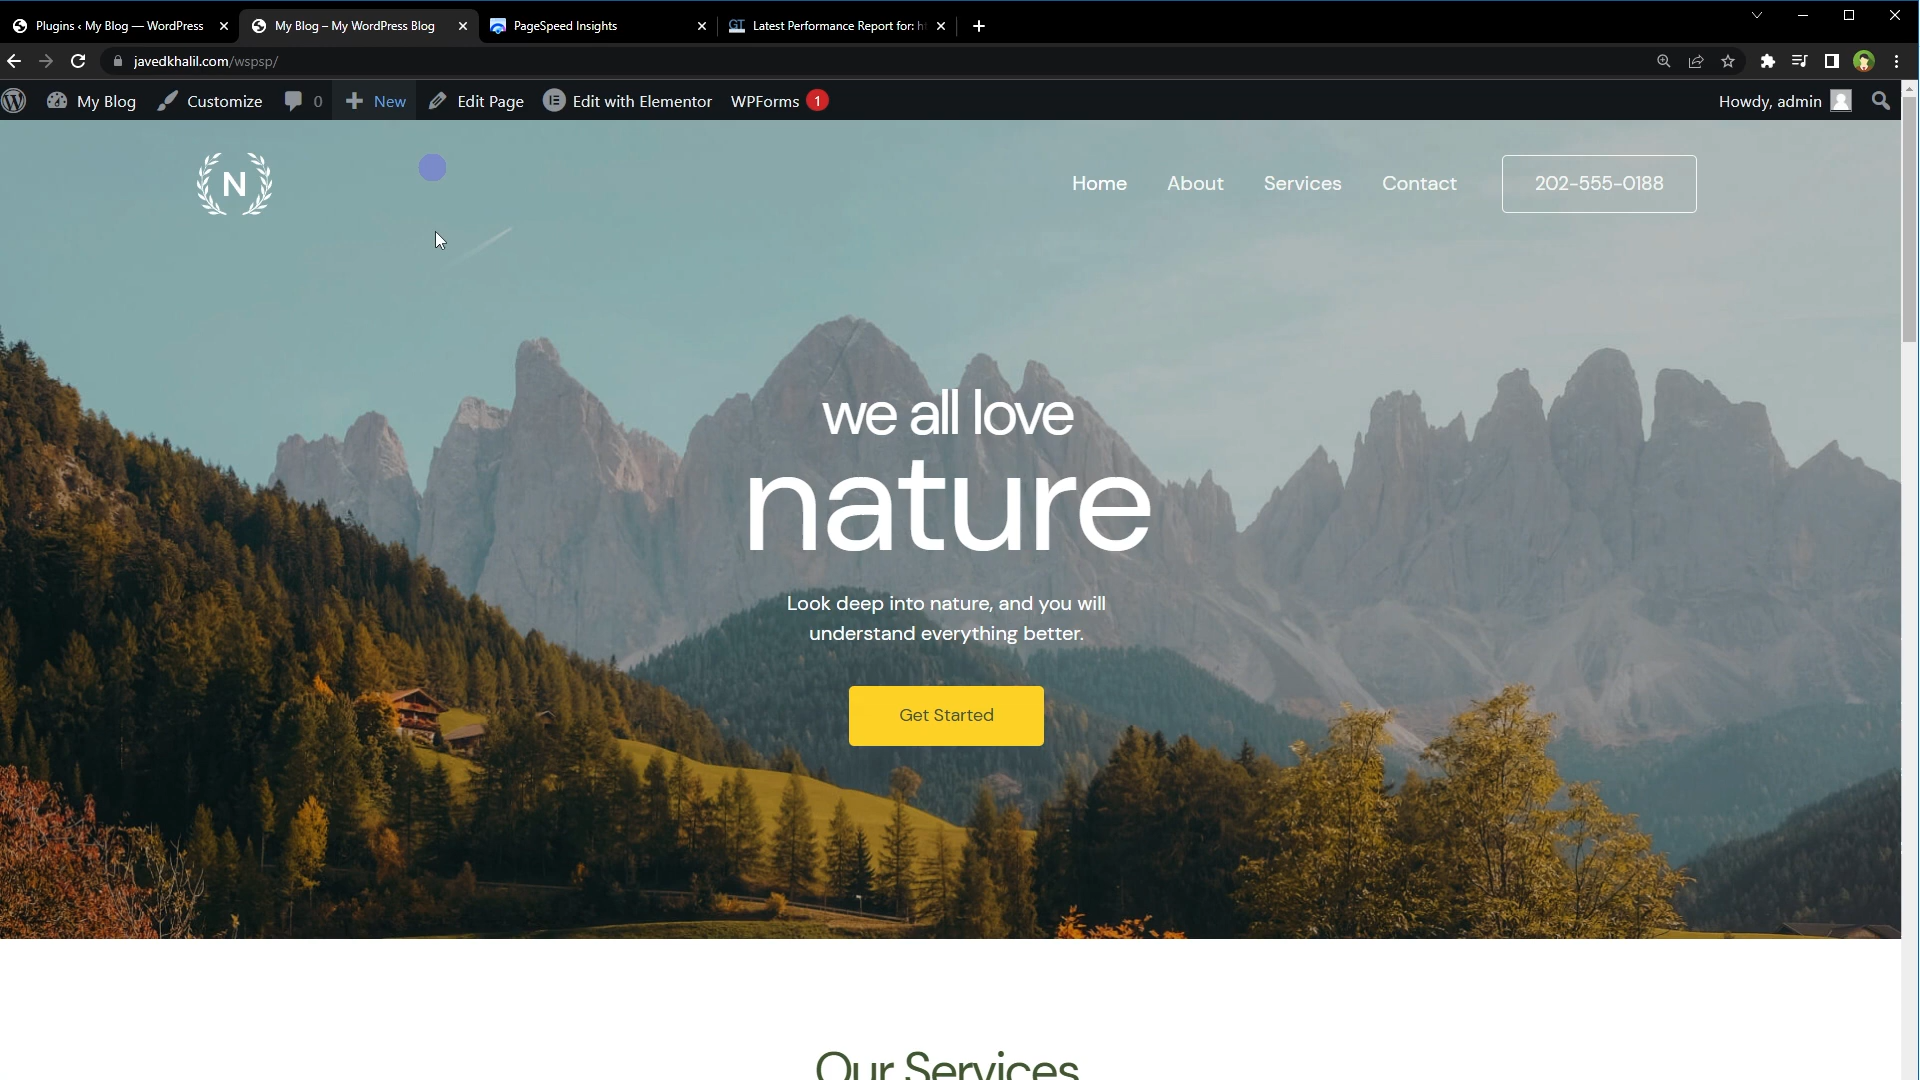 Plugins ‹ My Blog — WordPress
My Blog – My WordPress Blog
PageSpeed Insights
Latest Performance Report for: h
javedkhalil.com/wspsp/
My Blog
Customize
0
New
Edit Page
Edit with Elementor
WPForms 1
Howdy, admin
N
Home
About
Services
Contact
202-555-0188
we all love
nature
Look deep into nature, and you will
understand everything better.
Get Started
Our Services